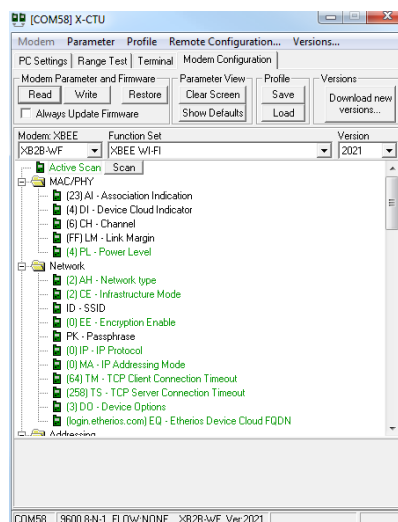 [COM58] X-CTU
Modem Parameter Profile Remote Configuration... Versions...
PC Settings Range Test Terminal Modem Configuration
Modem Parameter and Firmware Parameter View Profile Versions
Read Write Restore Clear Screen Save Download new versions...
Always Update Firmware Show Defaults Load
Modem: XBEE Function Set Version
XB2B-WF XBEE WI-FI 2021
Active Scan Scan
MAC/PHY
(23) AI - Association Indication
(4) DI - Device Cloud Indicator
(6) CH - Channel
(FF) LM - Link Margin
(4) PL - Power Level
Network
(2) AH - Network type
(2) CE - Infrastructure Mode
ID - SSID
(0) EE - Encryption Enable
PK - Passphrase
(0) IP - IP Protocol
(0) MA - IP Addressing Mode
(64) TM - TCP Client Connection Timeout
(258) TS - TCP Server Connection Timeout
(3) DO - Device Options
(login.etherios.com) EQ - Etherios Device Cloud FQDN
Addressing
COM58 9600 8-N-1 FLOW:NONE XB2B-WF Ver:2021